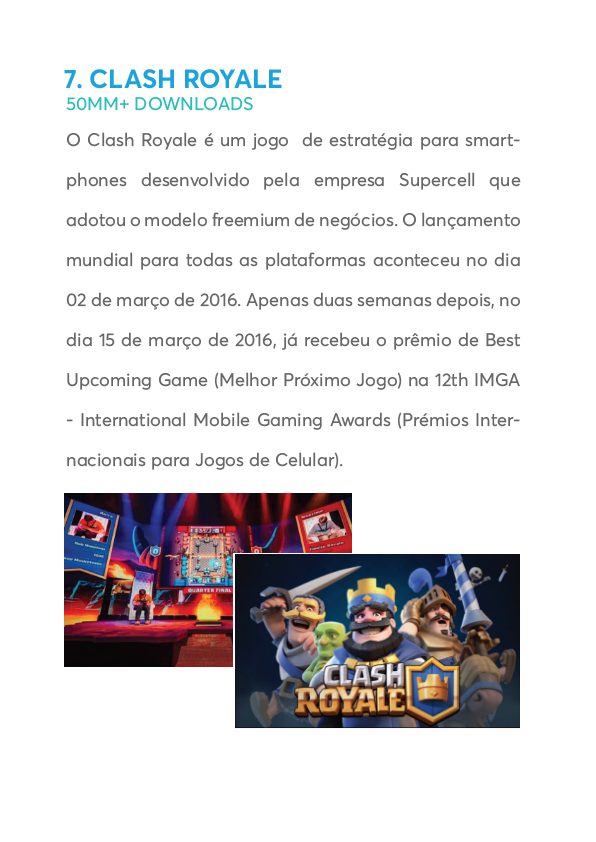 7. CLASH ROYALE
50MM+ DOWNLOADS
O Clash Royale é um jogo  de estratégia para smart-
phones desenvolvido pela empresa Supercell que
adotou o modelo freemium de negócios. O lançamento
mundial para todas as plataformas aconteceu no dia
02 de março de 2016. Apenas duas semanas depois, no
dia 15 de março de 2016, já recebeu o prêmio de Best
Upcoming Game (Melhor Próximo Jogo) na 12th IMGA
- International Mobile Gaming Awards (Prémios Inter-
nacionais para Jogos de Celular).
QUARTER FINAL
CLASH
ROYALE